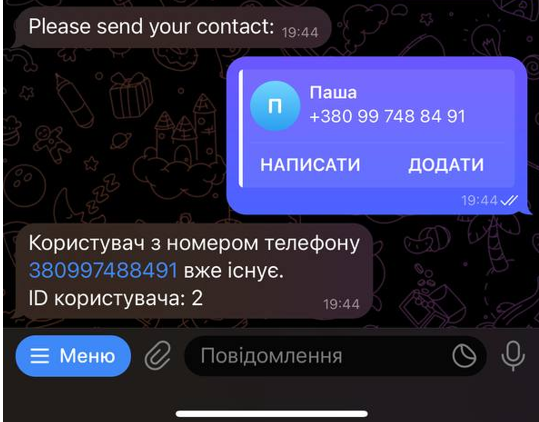 Please send your contact: 19:44
П
Паша
+380 99 748 84 91
НАПИСАТИ ДОДАТИ
19:44
Користувач з номером телефону
380997488491 вже існує.
ID користувача: 2 19:44
Меню Повідомлення